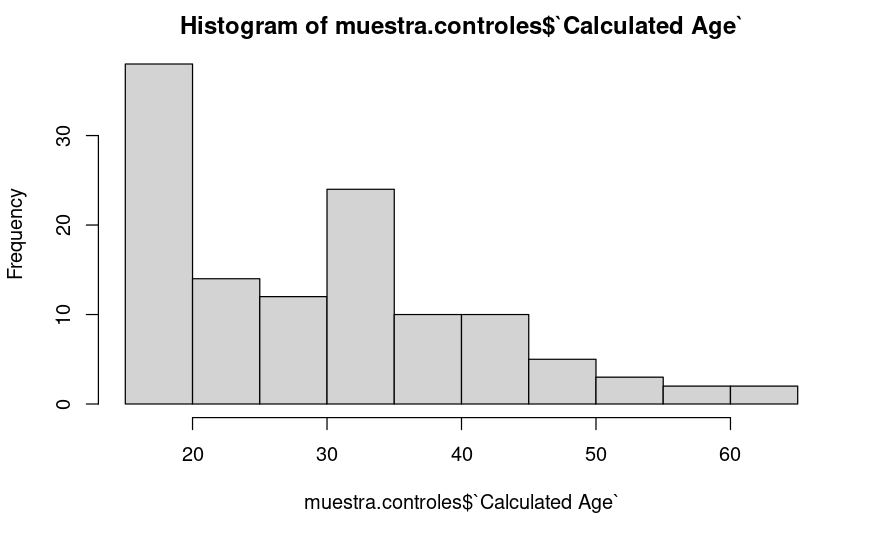 Histogram of muestra.controles$`Calculated Age`
Frequency
30
20
10
0
20 30 40 50 60
muestra.controles$`Calculated Age`